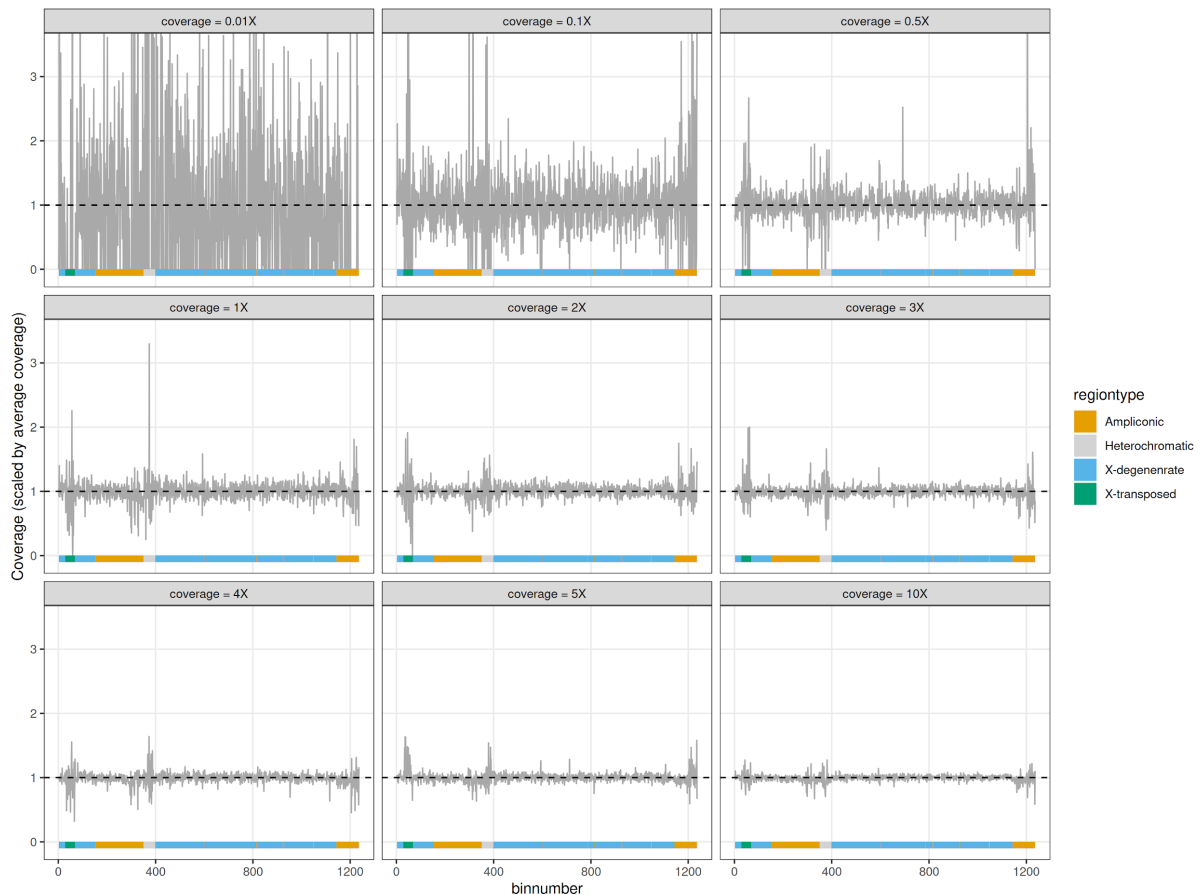 coverage = 0.01X
coverage = 0.1X
coverage = 0.5X
3
2
1
0
coverage = 1X
coverage = 2X
coverage = 3X
3
2
1
0
coverage = 4X
coverage = 5X
coverage = 10X
3
2
1
0
0 400 800 1200
0 400 800 1200
0 400 800 1200
binnumber
Coverage (scaled by average coverage)
regiontype
Ampliconic
Heterochromatic
X-degenenrate
X-transposed